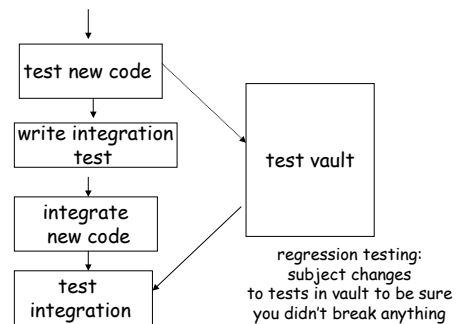 test new code
write integration
test
test vault
integrate
new code
test
integration
regression testing:
subject changes
to tests in vault to be sure
you didn't break anything